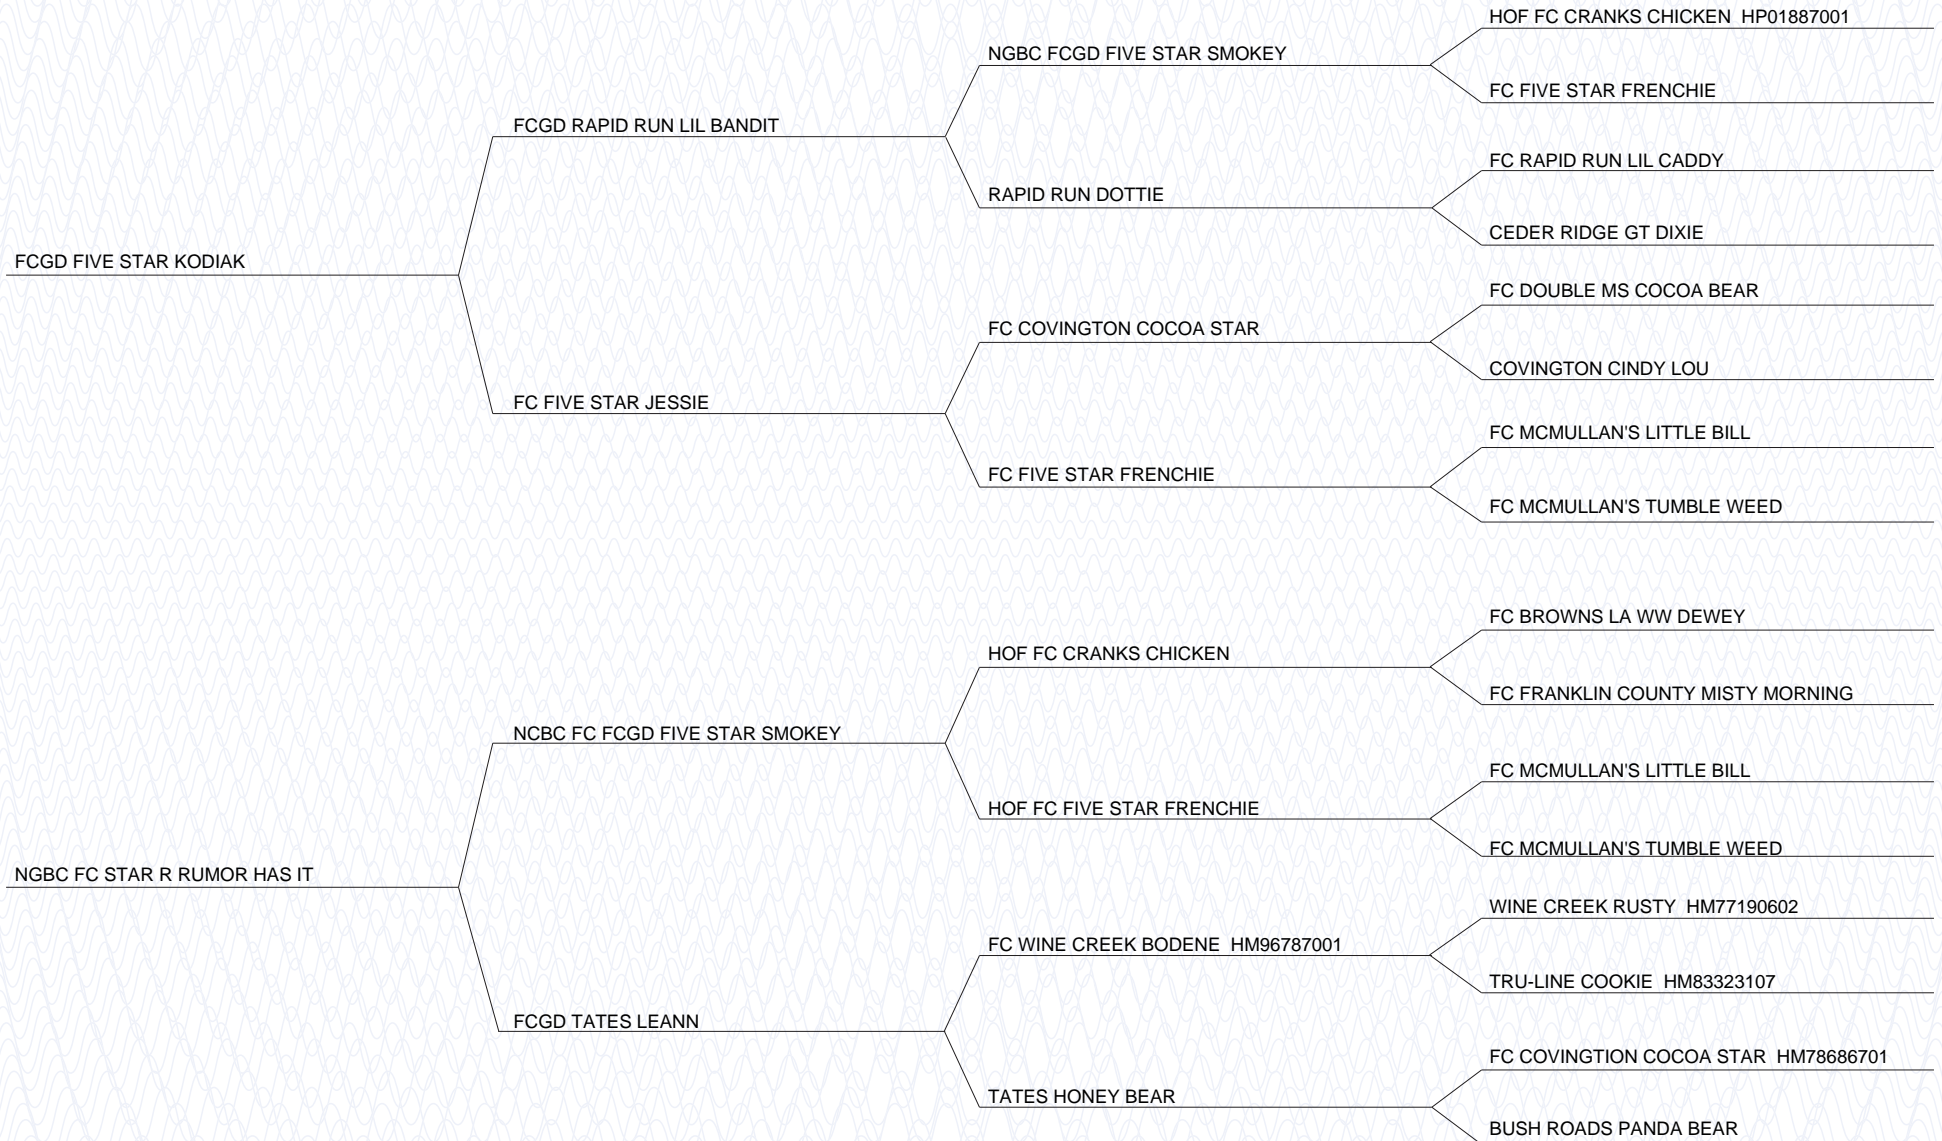 HOF FC CRANKS CHICKEN  HP01887001
NGBC FCGD FIVE STAR SMOKEY
FC FIVE STAR FRENCHIE
FCGD RAPID RUN LIL BANDIT
FC RAPID RUN LIL CADDY
RAPID RUN DOTTIE
CEDER RIDGE GT DIXIE
FCGD FIVE STAR KODIAK
FC DOUBLE MS COCOA BEAR
FC COVINGTON COCOA STAR
COVINGTON CINDY LOU
FC FIVE STAR JESSIE
FC MCMULLAN'S LITTLE BILL
FC FIVE STAR FRENCHIE
FC MCMULLAN'S TUMBLE WEED
FC BROWNS LA WW DEWEY
HOF FC CRANKS CHICKEN
FC FRANKLIN COUNTY MISTY MORNING
NCBC FC FCGD FIVE STAR SMOKEY
FC MCMULLAN'S LITTLE BILL
HOF FC FIVE STAR FRENCHIE
FC MCMULLAN'S TUMBLE WEED
NGBC FC STAR R RUMOR HAS IT
WINE CREEK RUSTY  HM77190602
FC WINE CREEK BODENE  HM96787001
TRU-LINE COOKIE  HM83323107
FCGD TATES LEANN
FC COVINGTION COCOA STAR  HM78686701
TATES HONEY BEAR
BUSH ROADS PANDA BEAR